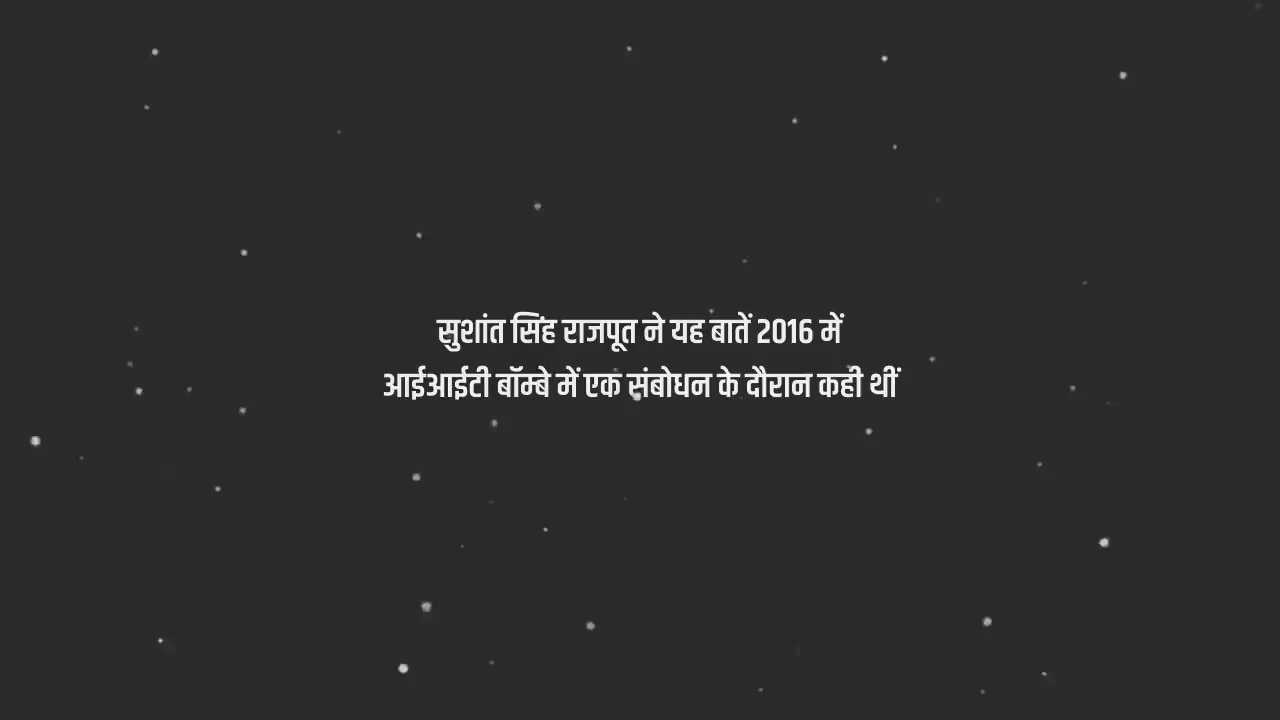 सुशांत सिंह राजपूत ने यह बातें 2016 में
आईआईटी बॉम्बे में एक संबोधन के दौरान कही थीं